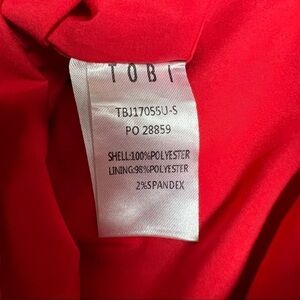 TOBI
TBJ17055U-S
PO 28859
SHELL:100%POLYESTER
LINING:98%POLYESTER
2%SPANDEX